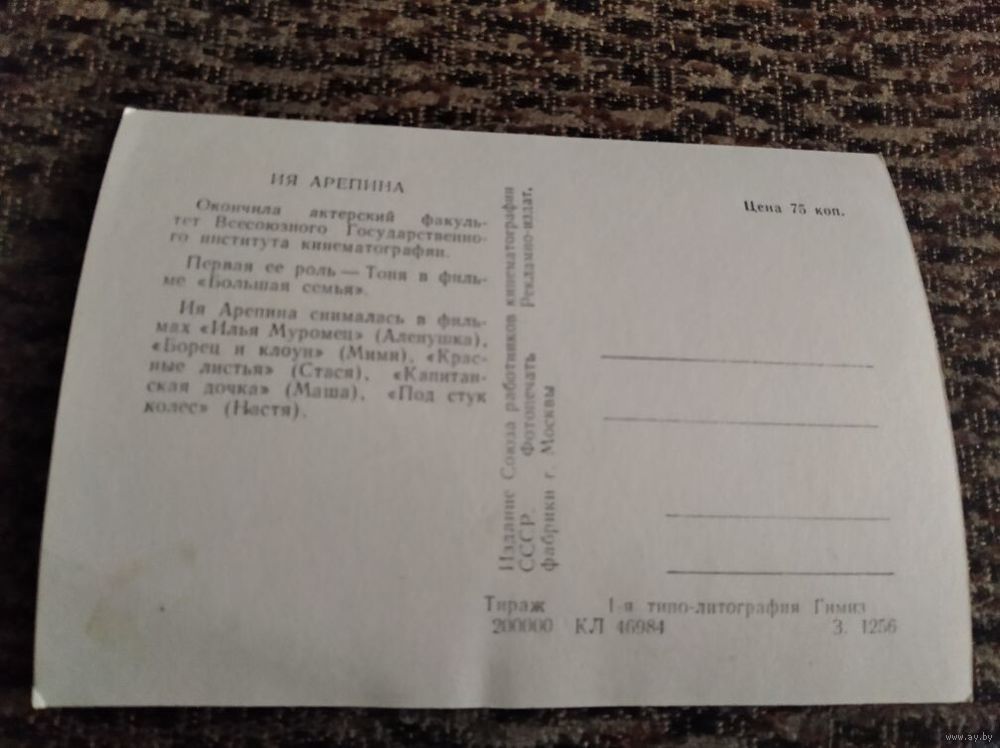 ИЯ АРЕПИНА
Окончила актерский факуль-
тет Всесоюзного Государственно-
го института кинематографии.
Первая ее роль — Тоня в филь-
ме «Большая семья».
Ия Арепина снималась в филь-
мах «Илья Муромец» (Аленушка),
«Борец и клоун» (Мими), «Крас-
ные листья» (Стася), «Капитан-
ская дочка» (Маша), «Под стук
колес» (Настя).
Издание Союза работников кинематографии
СССР. Фотопечать Рекламно-издат.
фабрики г. Москвы
Цена 75 коп.
Тираж 1-я типо-литография Гимиз
200000 КЛ 46984 З. 1256
www.ay.by